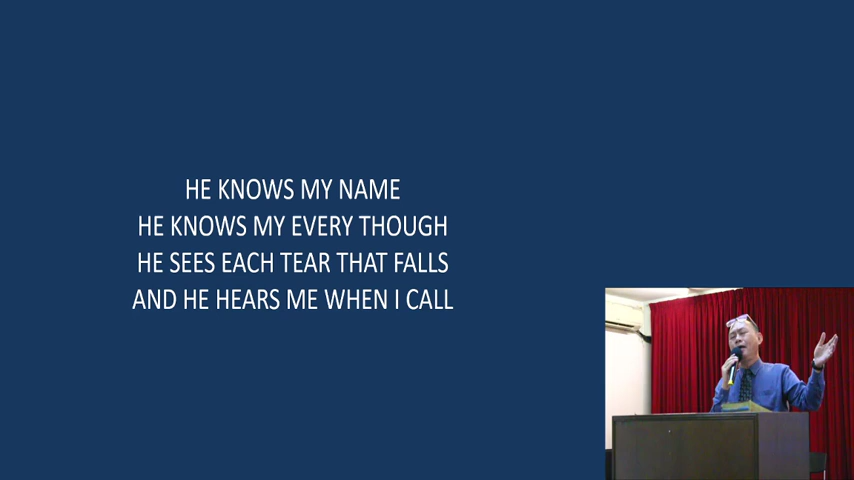 HE KNOWS MY NAME
HE KNOWS MY EVERY THOUGH
HE SEES EACH TEAR THAT FALLS
AND HE HEARS ME WHEN I CALL